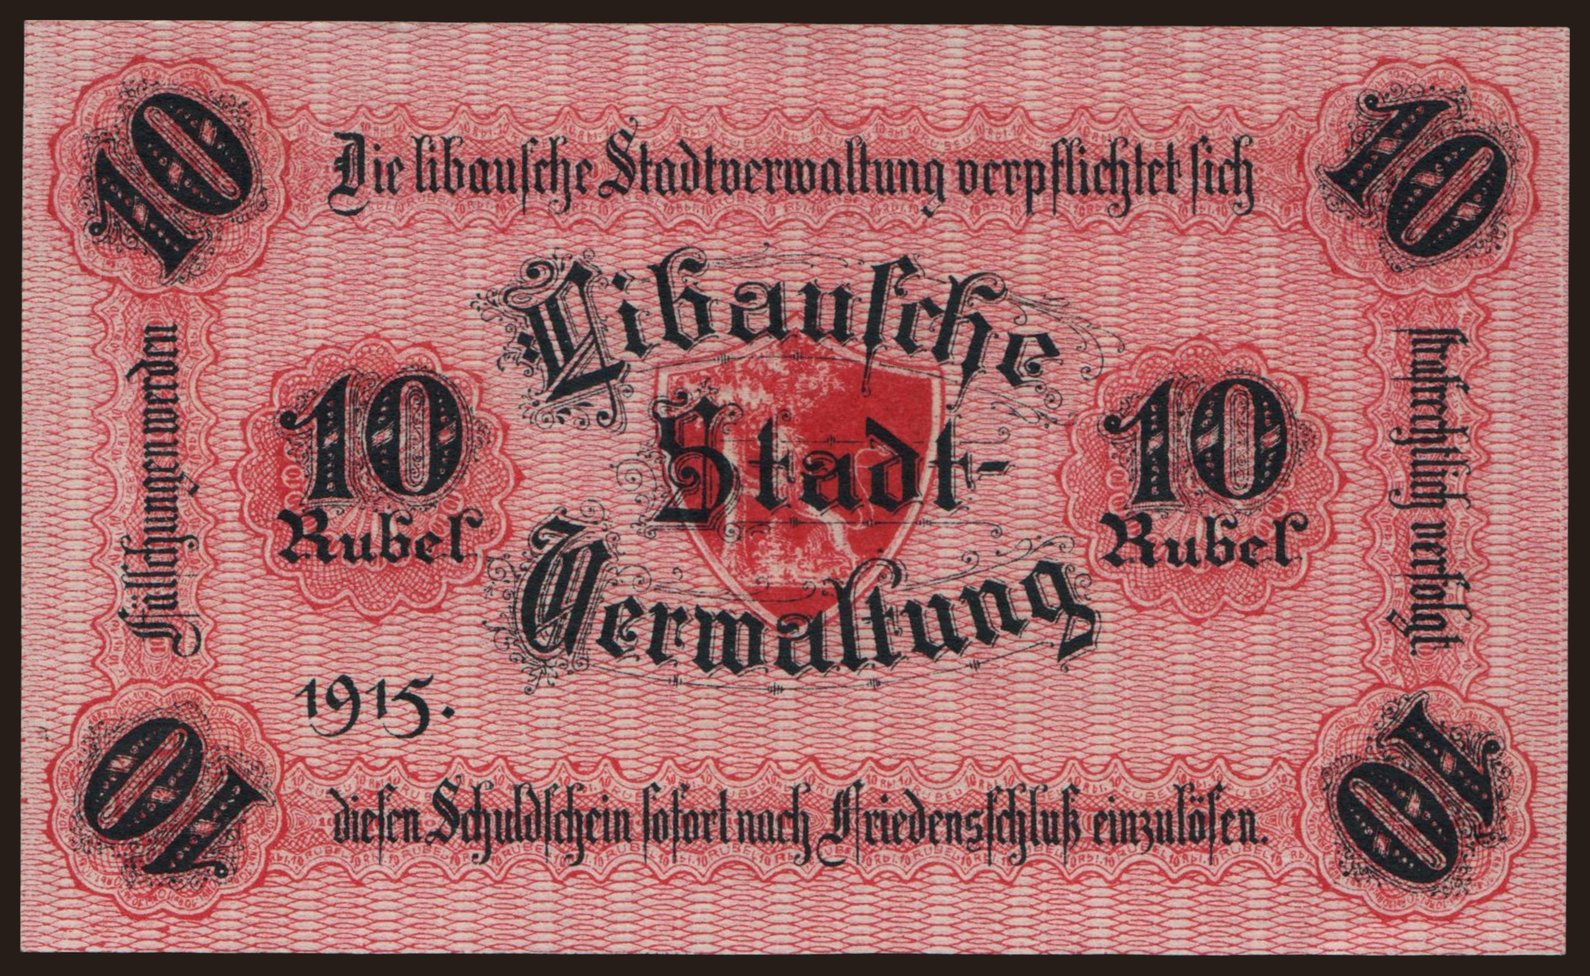 10
Die libausche Stadtverwaltung verpflichtet sich
10
Libausche
Stadt-
Verwaltung
10
Rubel
10
Rubel
Fälschungen werden
strafrechtlich verfolgt
1915.
10
diesen Schuldschein sofort nach Friedensschluß einzulösen.
10